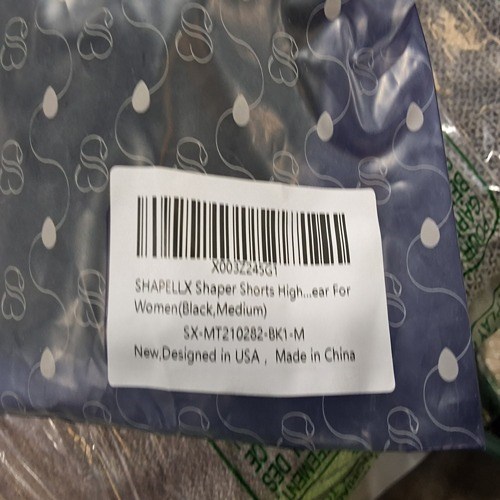 X003Z24SG1
SHAPELLX Shaper Shorts High...ear For
Women(Black,Medium)
SX-MT210282-BK1-M
New,Designed in USA , Made in China